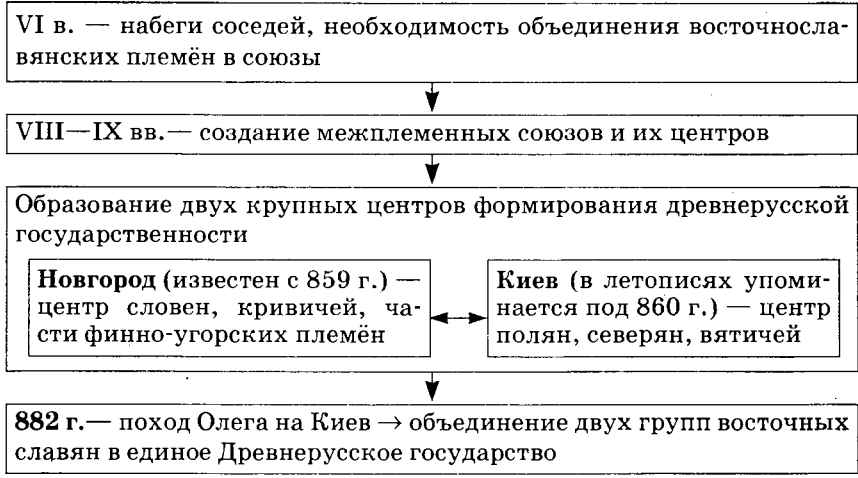 VI в. — набеги соседей, необходимость объединения восточносла-
вянских племён в союзы
VIII—IX вв.— создание межплеменных союзов и их центров
Образование двух крупных центров формирования древнерусской
государственности
Новгород (известен с 859 г.) —
центр словен, кривичей, ча-
сти финно-угорских племён
Киев (в летописях упоми-
нается под 860 г.) — центр
полян, северян, вятичей
882 г.— поход Олега на Киев → объединение двух групп восточных
славян в единое Древнерусское государство